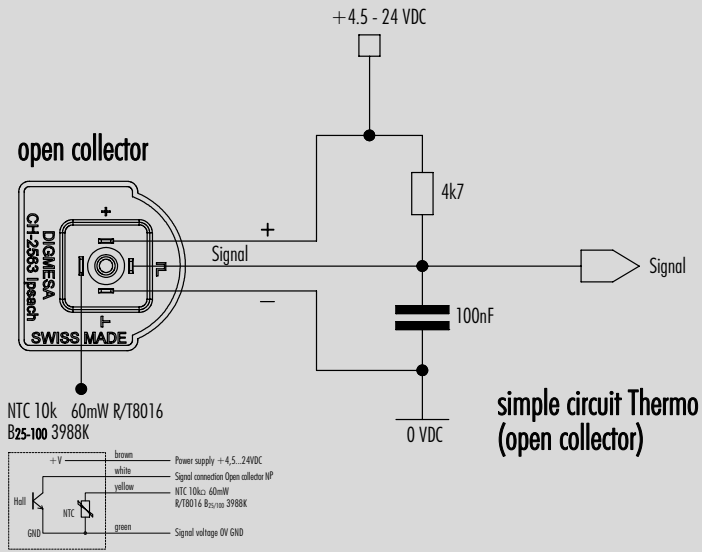 +4.5 - 24 VDC
open collector
4k7
+
+
DIGMESA
CH-2563 Ipsach
Signal
Signal
T
−
SWISS MADE
100nF
NTC 10k 60mW R/T8016
B25-100 3988K
0 VDC
simple circuit Thermo
(open collector)
+V
brown
Power supply +4,5...24VDC
white
Signal connection Open collector NP
Hall
yellow
NTC
NTC 10kΩ 60mW
R/T8016 B25/100 3988K
GND
green
Signal voltage 0V GND